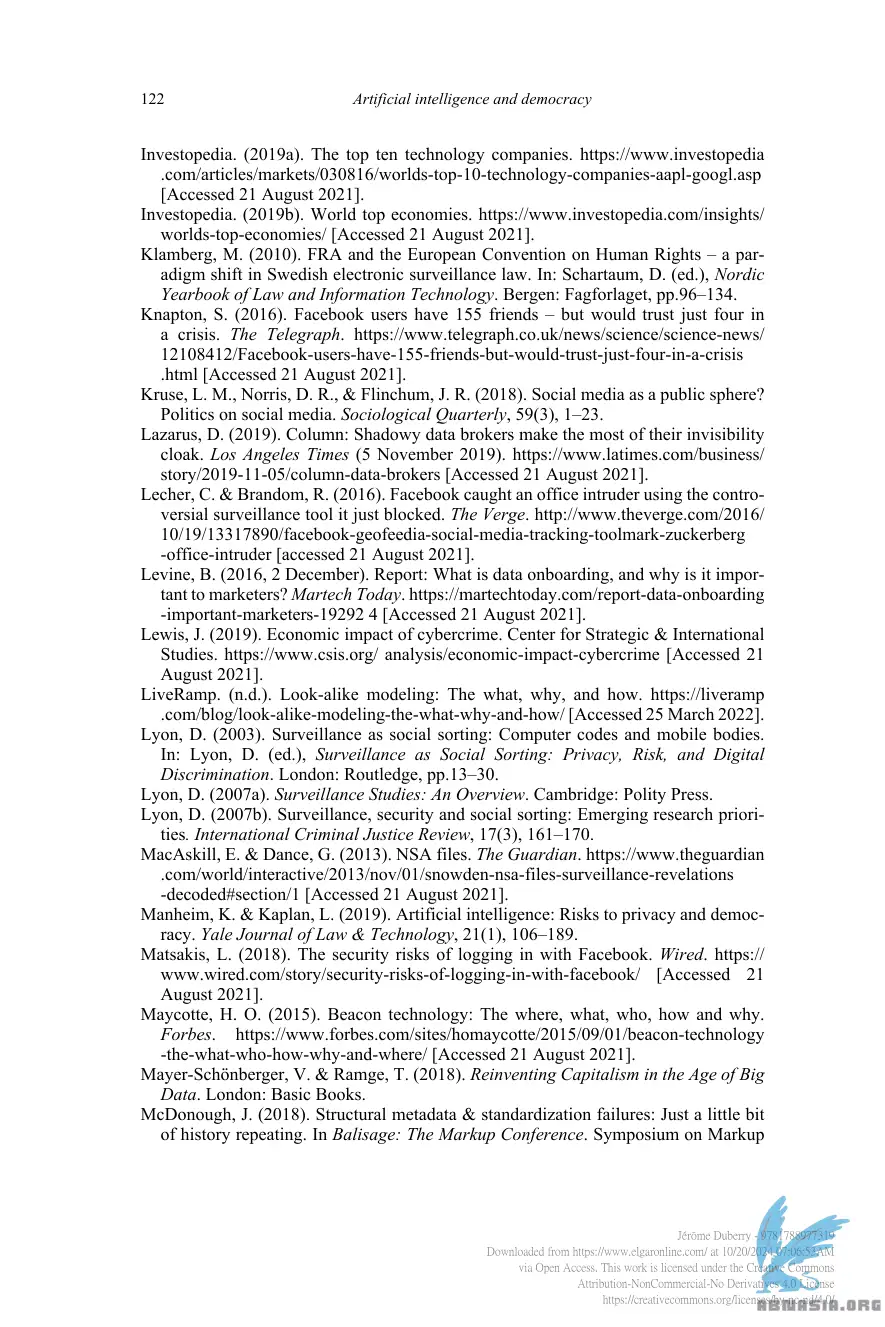 122 Artificial intelligence and democracy
Investopedia. (2019a). The top ten technology companies. https://www.investopedia
.com/articles/markets/030816/worlds-top-10-technology-companies-aapl-googl.asp
[Accessed 21 August 2021].
Investopedia. (2019b). World top economies. https://www.investopedia.com/insights/
worlds-top-economies/ [Accessed 21 August 2021].
Klamberg, M. (2010). FRA and the European Convention on Human Rights – a par-
adigm shift in Swedish electronic surveillance law. In: Schartaum, D. (ed.), Nordic
Yearbook of Law and Information Technology. Bergen: Fagforlaget, pp.96–134.
Knapton, S. (2016). Facebook users have 155 friends – but would trust just four in
a crisis. The Telegraph. https://www.telegraph.co.uk/news/science/science-news/
12108412/Facebook-users-have-155-friends-but-would-trust-just-four-in-a-crisis
.html [Accessed 21 August 2021].
Kruse, L. M., Norris, D. R., & Flinchum, J. R. (2018). Social media as a public sphere?
Politics on social media. Sociological Quarterly, 59(3), 1–23.
Lazarus, D. (2019). Column: Shadowy data brokers make the most of their invisibility
cloak. Los Angeles Times (5 November 2019). https://www.latimes.com/business/
story/2019-11-05/column-data-brokers [Accessed 21 August 2021].
Lecher, C. & Brandom, R. (2016). Facebook caught an office intruder using the contro-
versial surveillance tool it just blocked. The Verge. http://www.theverge.com/2016/
10/19/13317890/facebook-geofeedia-social-media-tracking-toolmark-zuckerberg
-office-intruder [accessed 21 August 2021].
Levine, B. (2016, 2 December). Report: What is data onboarding, and why is it impor-
tant to marketers? Martech Today. https://martechtoday.com/report-data-onboarding
-important-marketers-19292 4 [Accessed 21 August 2021].
Lewis, J. (2019). Economic impact of cybercrime. Center for Strategic & International
Studies. https://www.csis.org/ analysis/economic-impact-cybercrime [Accessed 21
August 2021].
LiveRamp. (n.d.). Look-alike modeling: The what, why, and how. https://liveramp
.com/blog/look-alike-modeling-the-what-why-and-how/ [Accessed 25 March 2022].
Lyon, D. (2003). Surveillance as social sorting: Computer codes and mobile bodies.
In: Lyon, D. (ed.), Surveillance as Social Sorting: Privacy, Risk, and Digital
Discrimination. London: Routledge, pp.13–30.
Lyon, D. (2007a). Surveillance Studies: An Overview. Cambridge: Polity Press.
Lyon, D. (2007b). Surveillance, security and social sorting: Emerging research priori-
ties. International Criminal Justice Review, 17(3), 161–170.
MacAskill, E. & Dance, G. (2013). NSA files. The Guardian. https://www.theguardian
.com/world/interactive/2013/nov/01/snowden-nsa-files-surveillance-revelations
-decoded#section/1 [Accessed 21 August 2021].
Manheim, K. & Kaplan, L. (2019). Artificial intelligence: Risks to privacy and democ-
racy. Yale Journal of Law & Technology, 21(1), 106–189.
Matsakis, L. (2018). The security risks of logging in with Facebook. Wired. https://
www.wired.com/story/security-risks-of-logging-in-with-facebook/ [Accessed 21
August 2021].
Maycotte, H. O. (2015). Beacon technology: The where, what, who, how and why.
Forbes. https://www.forbes.com/sites/homaycotte/2015/09/01/beacon-technology
-the-what-who-how-why-and-where/ [Accessed 21 August 2021].
Mayer-Schönberger, V. & Ramge, T. (2018). Reinventing Capitalism in the Age of Big
Data. London: Basic Books.
McDonough, J. (2018). Structural metadata & standardization failures: Just a little bit
of history repeating. In Balisage: The Markup Conference. Symposium on Markup
Jérôme Duberry - 9781788977319
Downloaded from https://www.elgaronline.com/ at 10/20/2024 07:06:52AM
via Open Access. This work is licensed under the Creative Commons
Attribution-NonCommercial-No Derivatives 4.0 License
https://creativecommons.org/licenses/by-nc-nd/4.0/
ABTNASIA.ORG